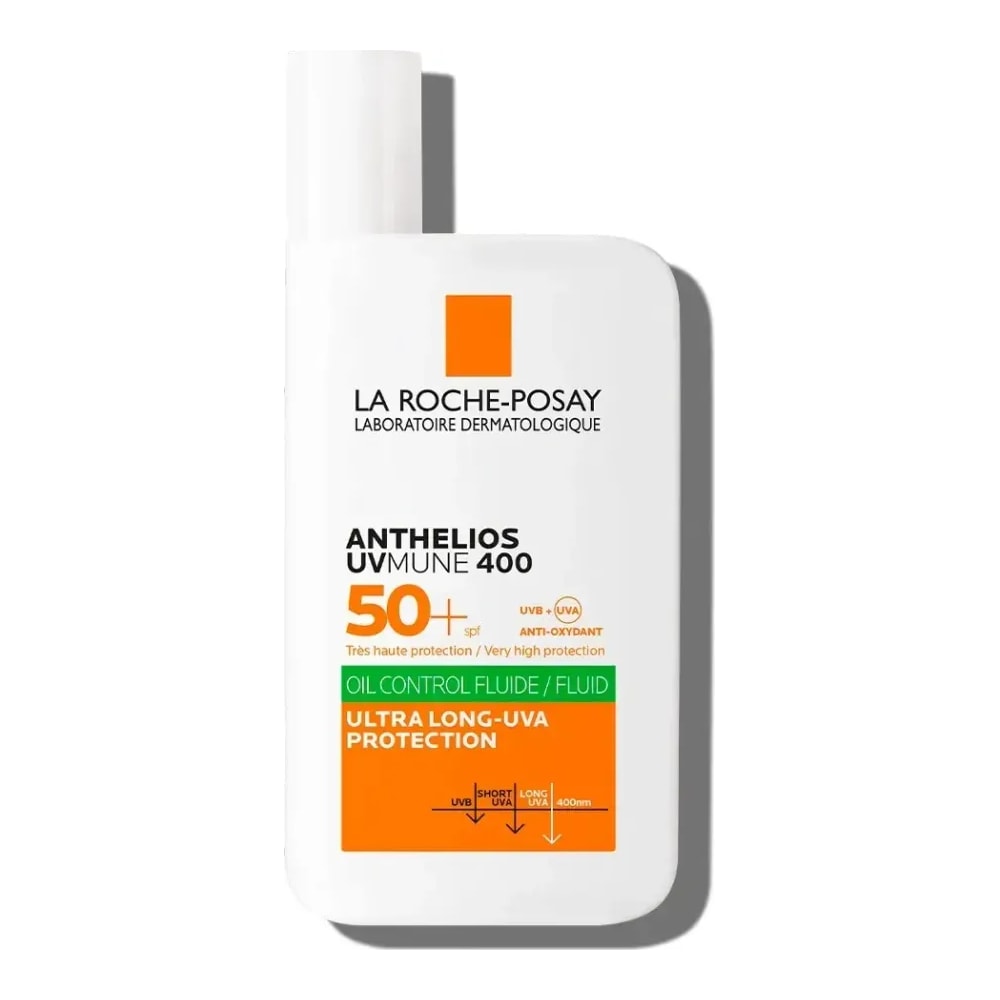 LA ROCHE-POSAY
LABORATOIRE DERMATOLOGIQUE
ANTHELIOS
UVMUNE 400
50+ spf
UVB + UVA
ANTI-OXYDANT
Très haute protection / Very high protection
OIL CONTROL FLUIDE / FLUID
ULTRA LONG-UVA
PROTECTION
UVB
SHORT UVA
LONG UVA
400nm